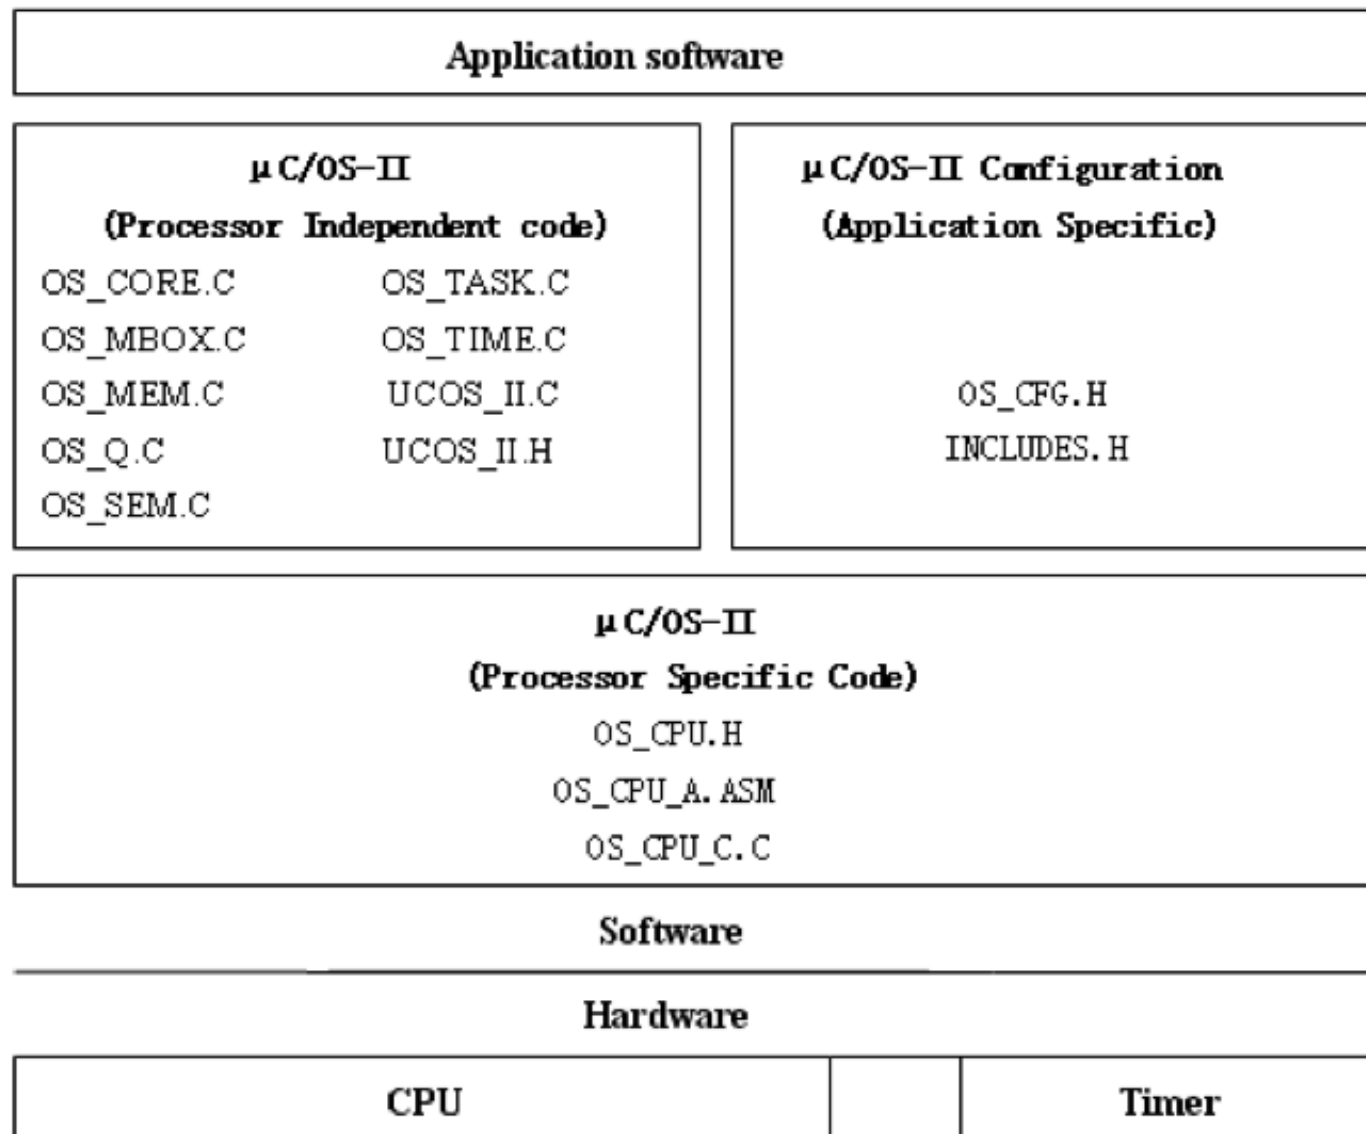 Application software
μC/OS-II
(Processor Independent code)
OS_CORE.C OS_TASK.C
OS_MBOX.C OS_TIME.C
OS_MEM.C UCOS_II.C
OS_Q.C UCOS_II.H
OS_SEM.C
μC/OS-II Configuration
(Application Specific)
OS_CFG.H
INCLUDES.H
μC/OS-II
(Processor Specific Code)
OS_CPU.H
OS_CPU_A.ASM
OS_CPU_C.C
Software
Hardware
CPU Timer